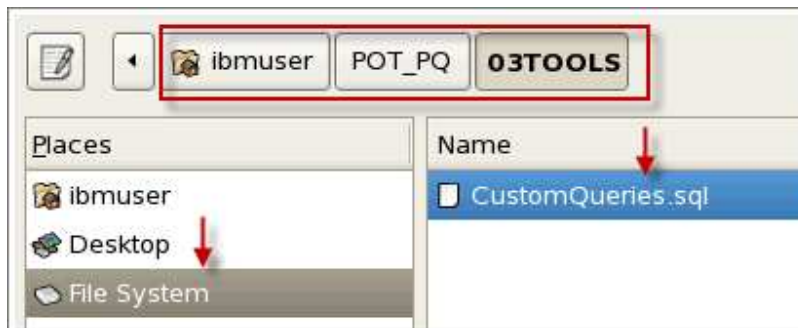 ibmuser POT_PQ 03TOOLS
Places
Name
ibmuser
CustomQueries.sql
Desktop
File System